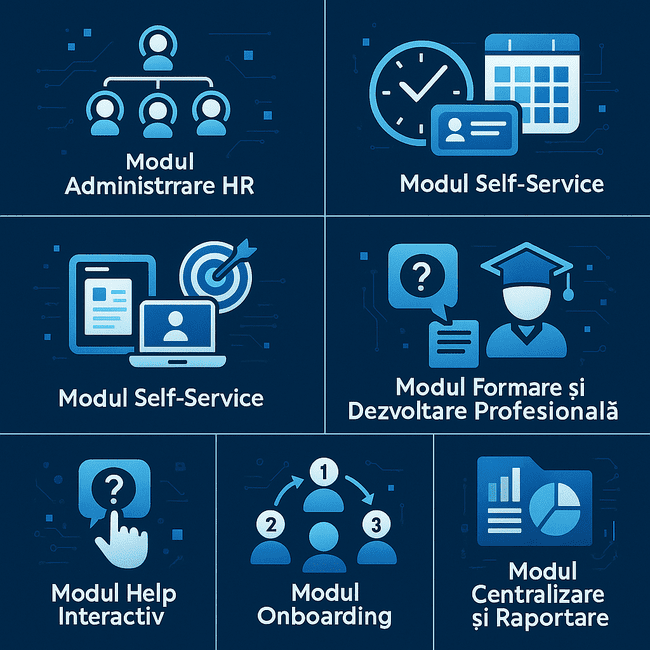 Modul
Administrrare HR
Modul Self-Service
Modul Self-Service
?
Modul Formare și
Dezvoltare Profesională
?
Modul Help
Interactiv
1
2
3
Modul
Onboarding
Modul
Centralizare
și Raportare